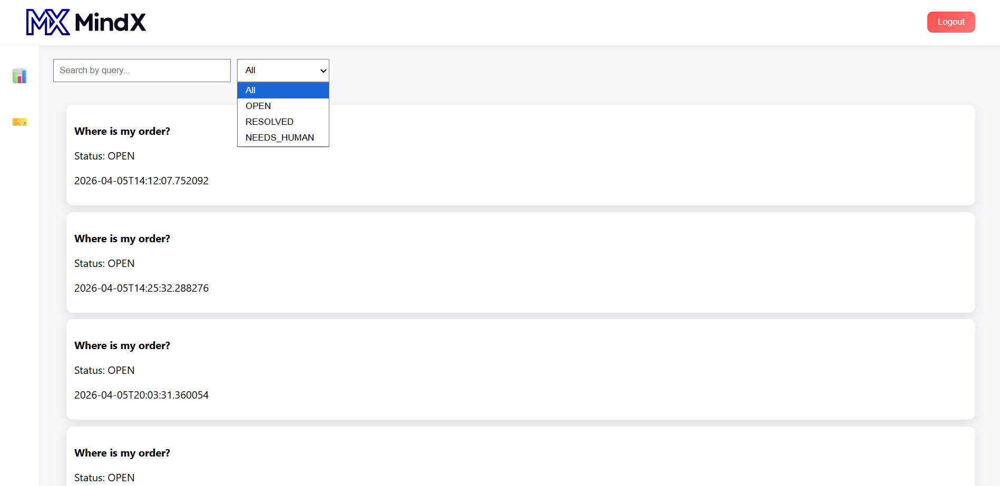 MX MindX
Logout
Search by query...
All
All
OPEN
RESOLVED
NEEDS_HUMAN
Where is my order?
Status: OPEN
2026-04-05T14:12:07.752092
Where is my order?
Status: OPEN
2026-04-05T14:25:32.288276
Where is my order?
Status: OPEN
2026-04-05T20:03:31.360054
Where is my order?
Status: OPEN